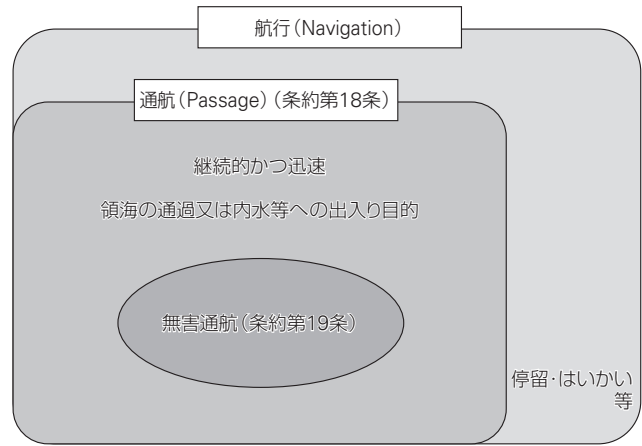 航行（Navigation）
通航（Passage）（条約第18条）
継続的かつ迅速
領海の通過又は内水等への出入り目的
無害通航（条約第19条）
停留・はいかい
等